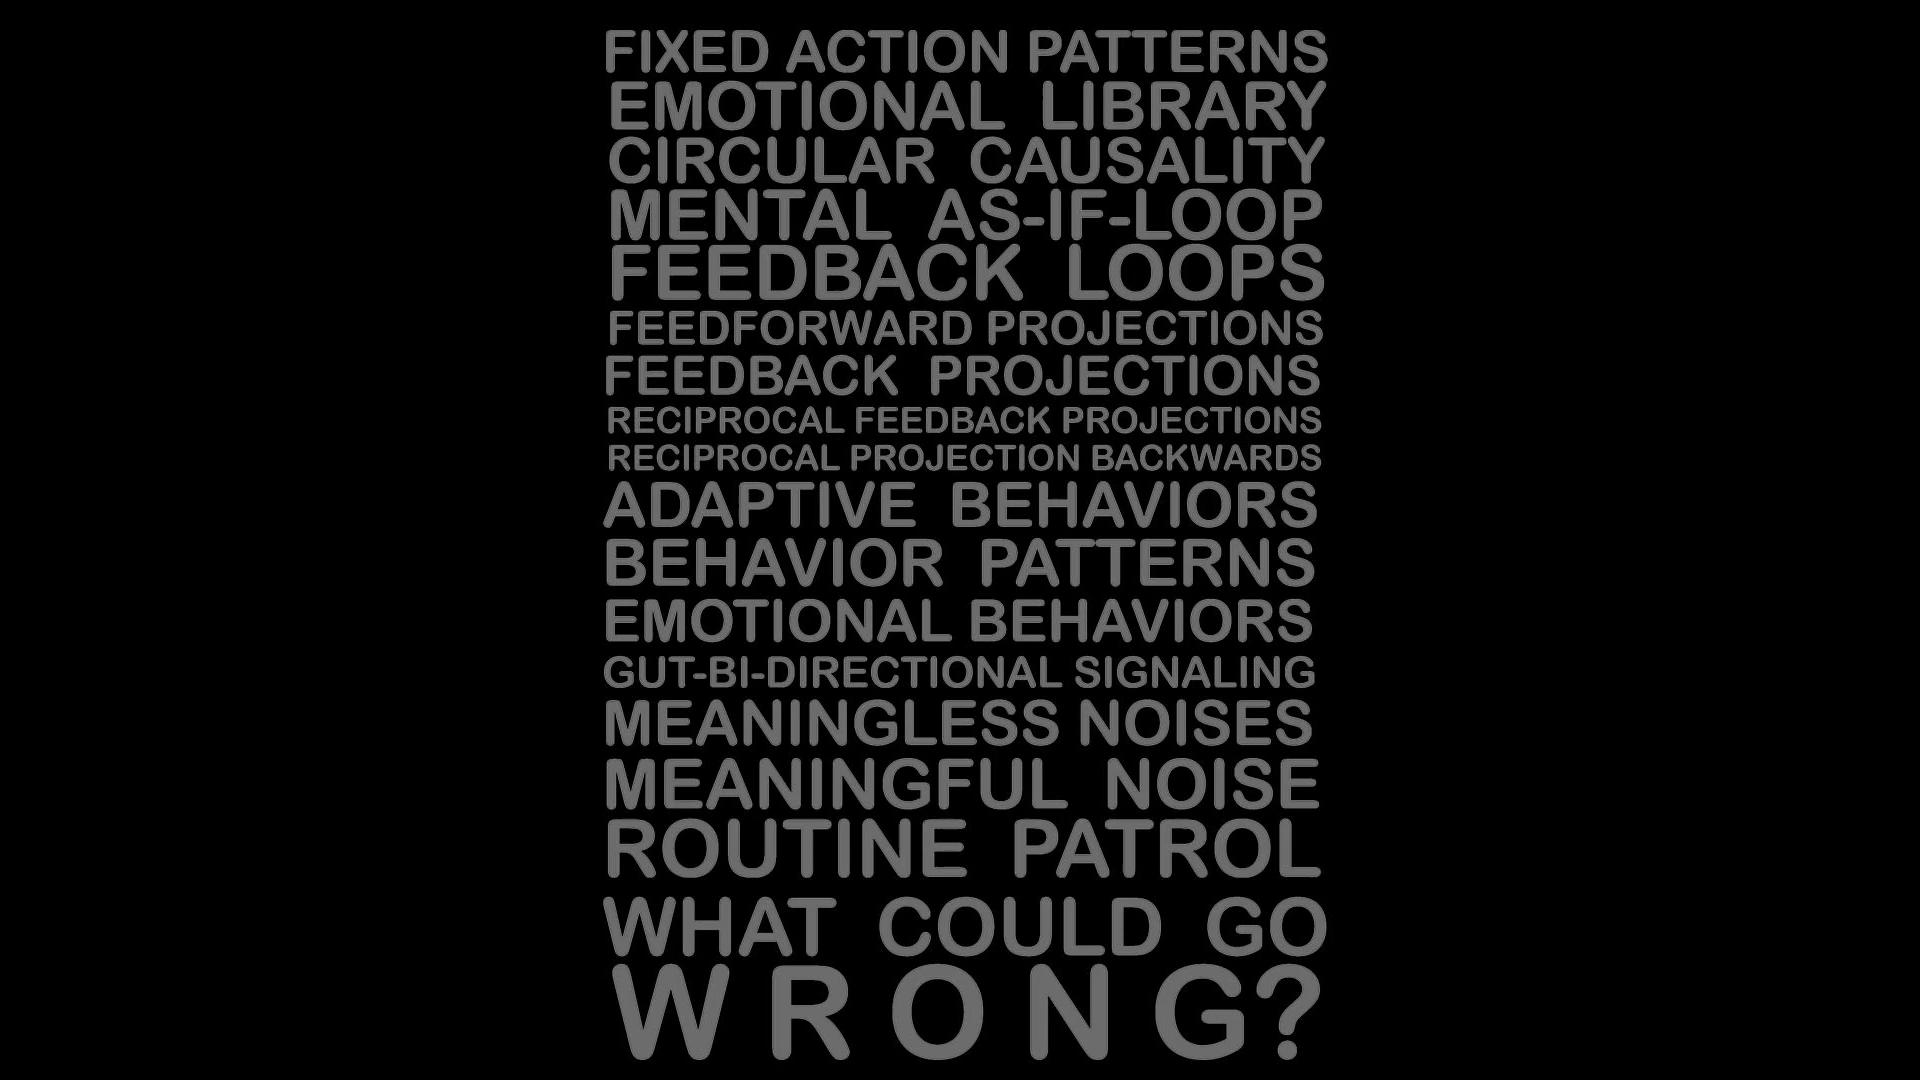 FIXED ACTION PATTERNS
EMOTIONAL LIBRARY
CIRCULAR CAUSALITY
MENTAL AS-IF-LOOP
FEEDBACK LOOPS
FEEDFORWARD PROJECTIONS
FEEDBACK PROJECTIONS
RECIPROCAL FEEDBACK PROJECTIONS
RECIPROCAL PROJECTION BACKWARDS
ADAPTIVE BEHAVIORS
BEHAVIOR PATTERNS
EMOTIONAL BEHAVIORS
GUT-BI-DIRECTIONAL SIGNALING
MEANINGLESS NOISES
MEANINGFUL NOISE
ROUTINE PATROL
WHAT COULD GO
WRONG?